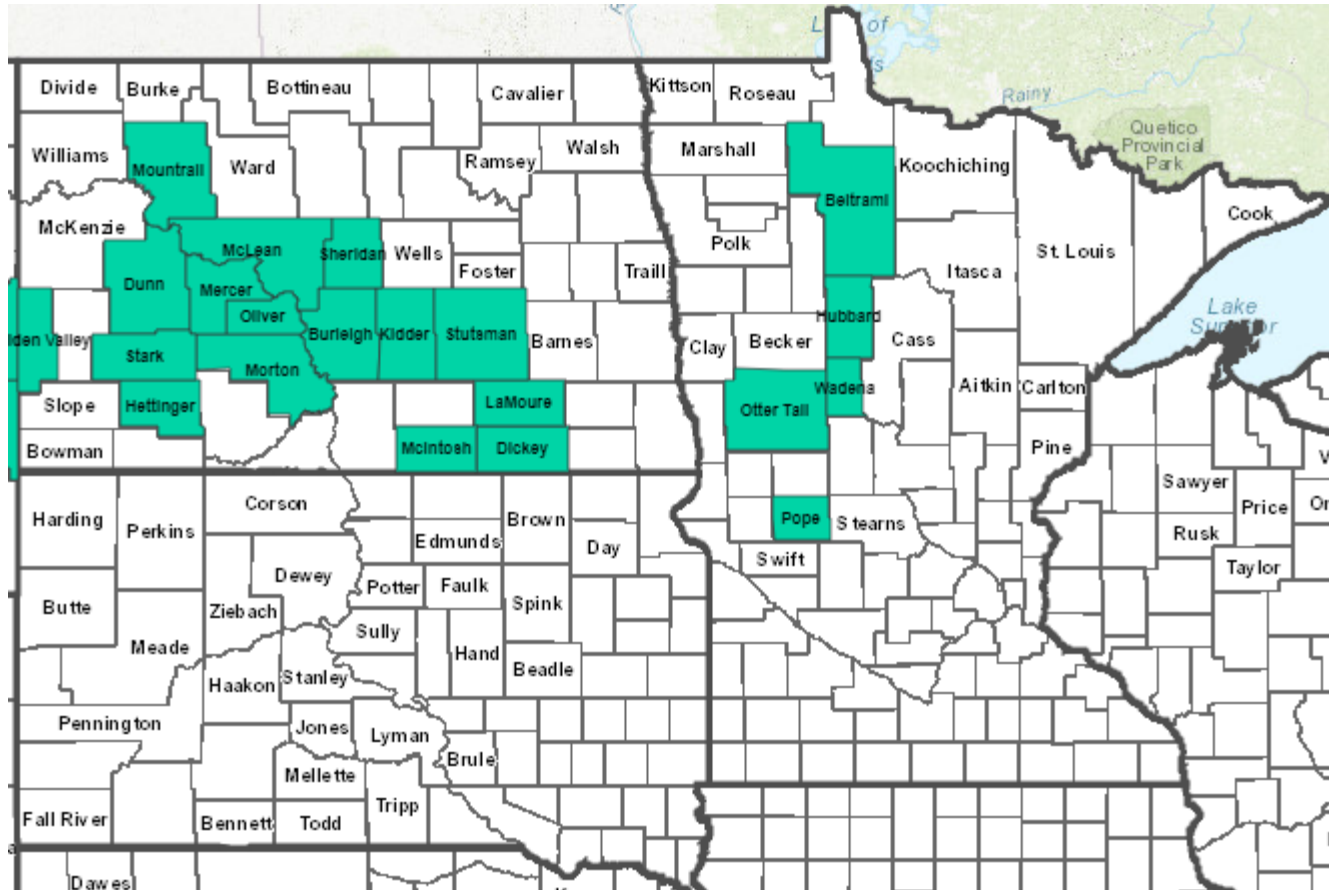 Lake of
ds
Divide
Burke
Bottineau
Cavalier
Kittson
Roseau
Rainy
Quetico
Provincial
Park
Williams
Mountrail
Ward
Ramsey
Walsh
Marshall
Koochiching
Beltrami
Cook
McKenzie
McLean
Sheridan
Wells
Foster
Traill
Polk
Itasca
St. Louis
Dunn
Mercer
Oliver
Burleigh
Kidder
Stutsman
Barnes
Clay
Becker
Hubbard
Cass
Lake
Superior
lden Valley
Stark
Morton
Wadena
Aitkin
Carlton
Slope
Hettinger
LaMoure
Otter Tail
Bowman
McIntosh
Dickey
Pine
Harding
Perkins
Corson
Brown
Edmunds
Day
Pope
Stearns
Swift
Sawyer
Price
Rusk
Taylor
Butte
Dewey
Ziebach
Potter
Faulk
Spink
Meade
Sully
Hand
Beadle
Haakon
Stanley
Pennington
Jones
Lyman
Brule
Mellette
Fall River
Bennett
Todd
Tripp
Dawes